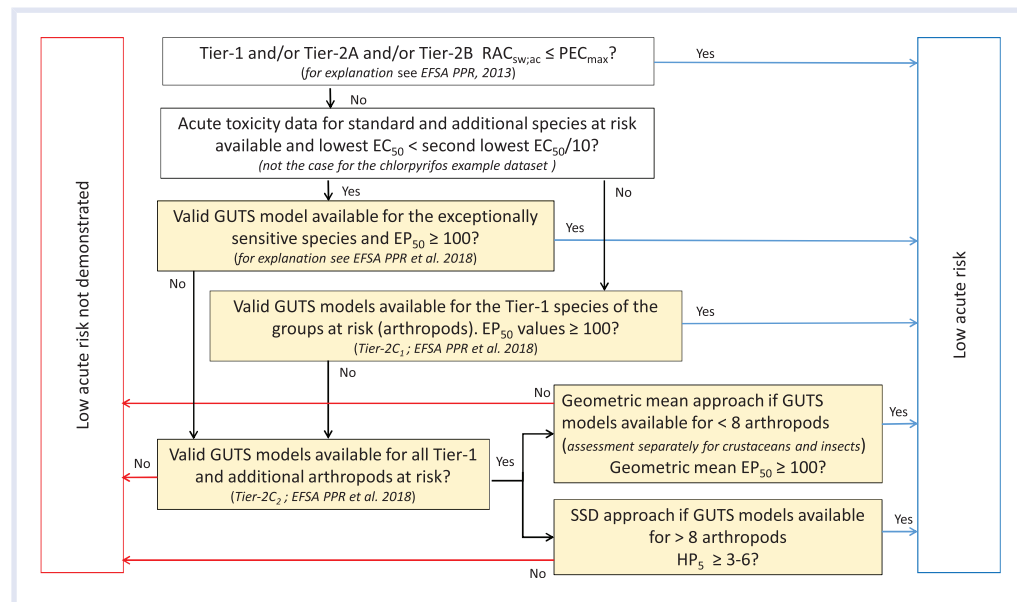 Low acute risk not demonstrated
Tier-1 and/or Tier-2A and/or Tier-2B RACsw;ac ≤ PECmax?
(for explanation see EFSA PPR, 2013)
Yes
No
Acute toxicity data for standard and additional species at risk
available and lowest EC50 < second lowest EC50/10?
(not the case for the chlorpyrifos example dataset )
Yes
No
Valid GUTS model available for the exceptionally
sensitive species and EP50 ≥ 100?
(for explanation see EFSA PPR et al. 2018)
Yes
No
Valid GUTS models available for the Tier-1 species of the
groups at risk (arthropods). EP50 values ≥ 100?
(Tier-2C1 ; EFSA PPR et al. 2018)
Yes
No
Valid GUTS models available for all Tier-1
and additional arthropods at risk?
(Tier-2C2 ; EFSA PPR et al. 2018)
No
Yes
No
Geometric mean approach if GUTS
models available for < 8 arthropods
(assessment separately for crustaceans and insects)
Geometric mean EP50 ≥ 100?
Yes
SSD approach if GUTS models available
for > 8 arthropods
HP5 ≥ 3-6?
Yes
No
Low acute risk